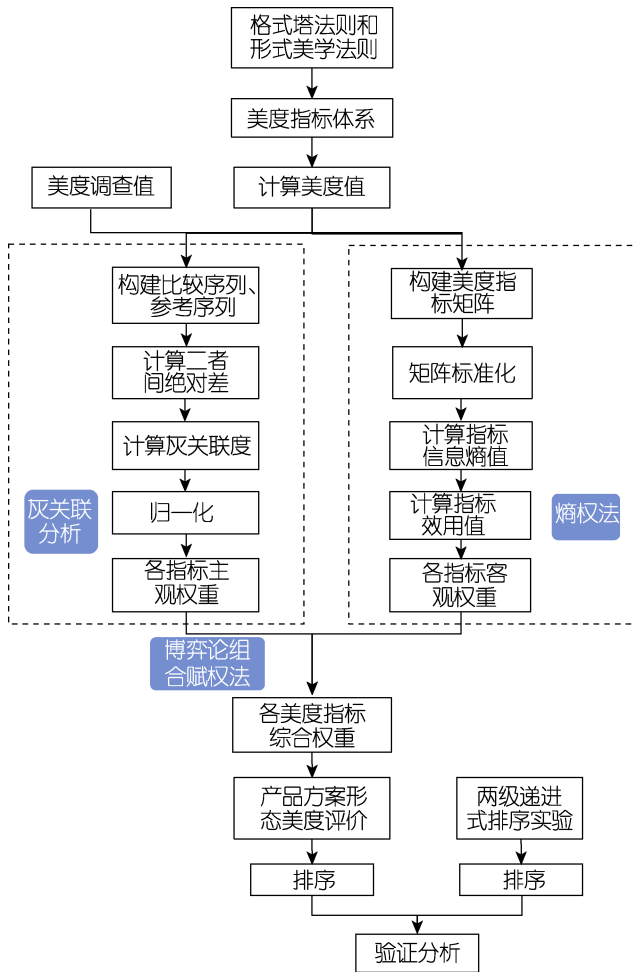 格式塔法则和
形式美学法则
美度指标体系
美度调查值
计算美度值
构建比较序列、
参考序列
计算二者
间绝对差
计算灰关联度
归一化
各指标主
观权重
灰关联
分析
构建美度指
标矩阵
矩阵标准化
计算指标
信息熵值
计算指标
效用值
各指标客
观权重
熵权法
博弈论组
合赋权法
各美度指标
综合权重
产品方案形
态美度评价
排序
两级递进
式排序实验
排序
验证分析